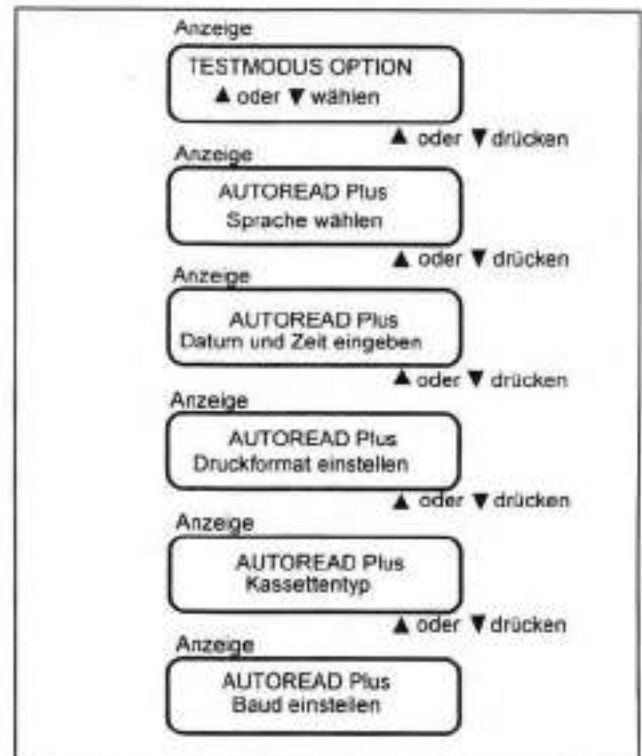 Anzeige
TESTMODUS OPTION
▲ oder ▼ wählen
▲ oder ▼ drücken
Anzeige
AUTOREAD Plus
Sprache wählen
▲ oder ▼ drücken
Anzeige
AUTOREAD Plus
Datum und Zeit eingeben
▲ oder ▼ drücken
Anzeige
AUTOREAD Plus
Druckformat einstellen
▲ oder ▼ drücken
Anzeige
AUTOREAD Plus
Kassettentyp
▲ oder ▼ drücken
Anzeige
AUTOREAD Plus
Baud einstellen